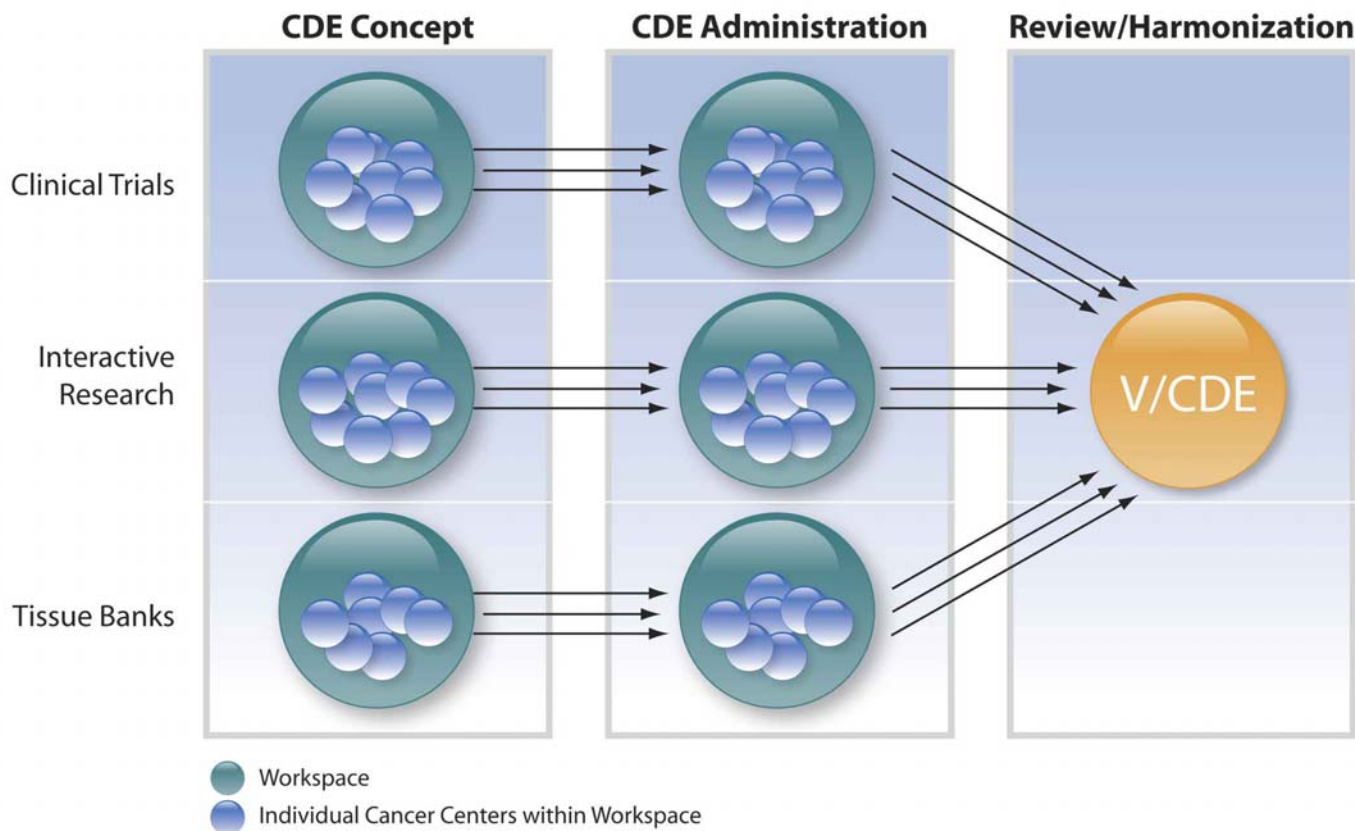 CDE Concept
CDE Administration
Review/Harmonization
Clinical Trials
Interactive
Research
V/CDE
Tissue Banks
Workspace
Individual Cancer Centers within Workspace